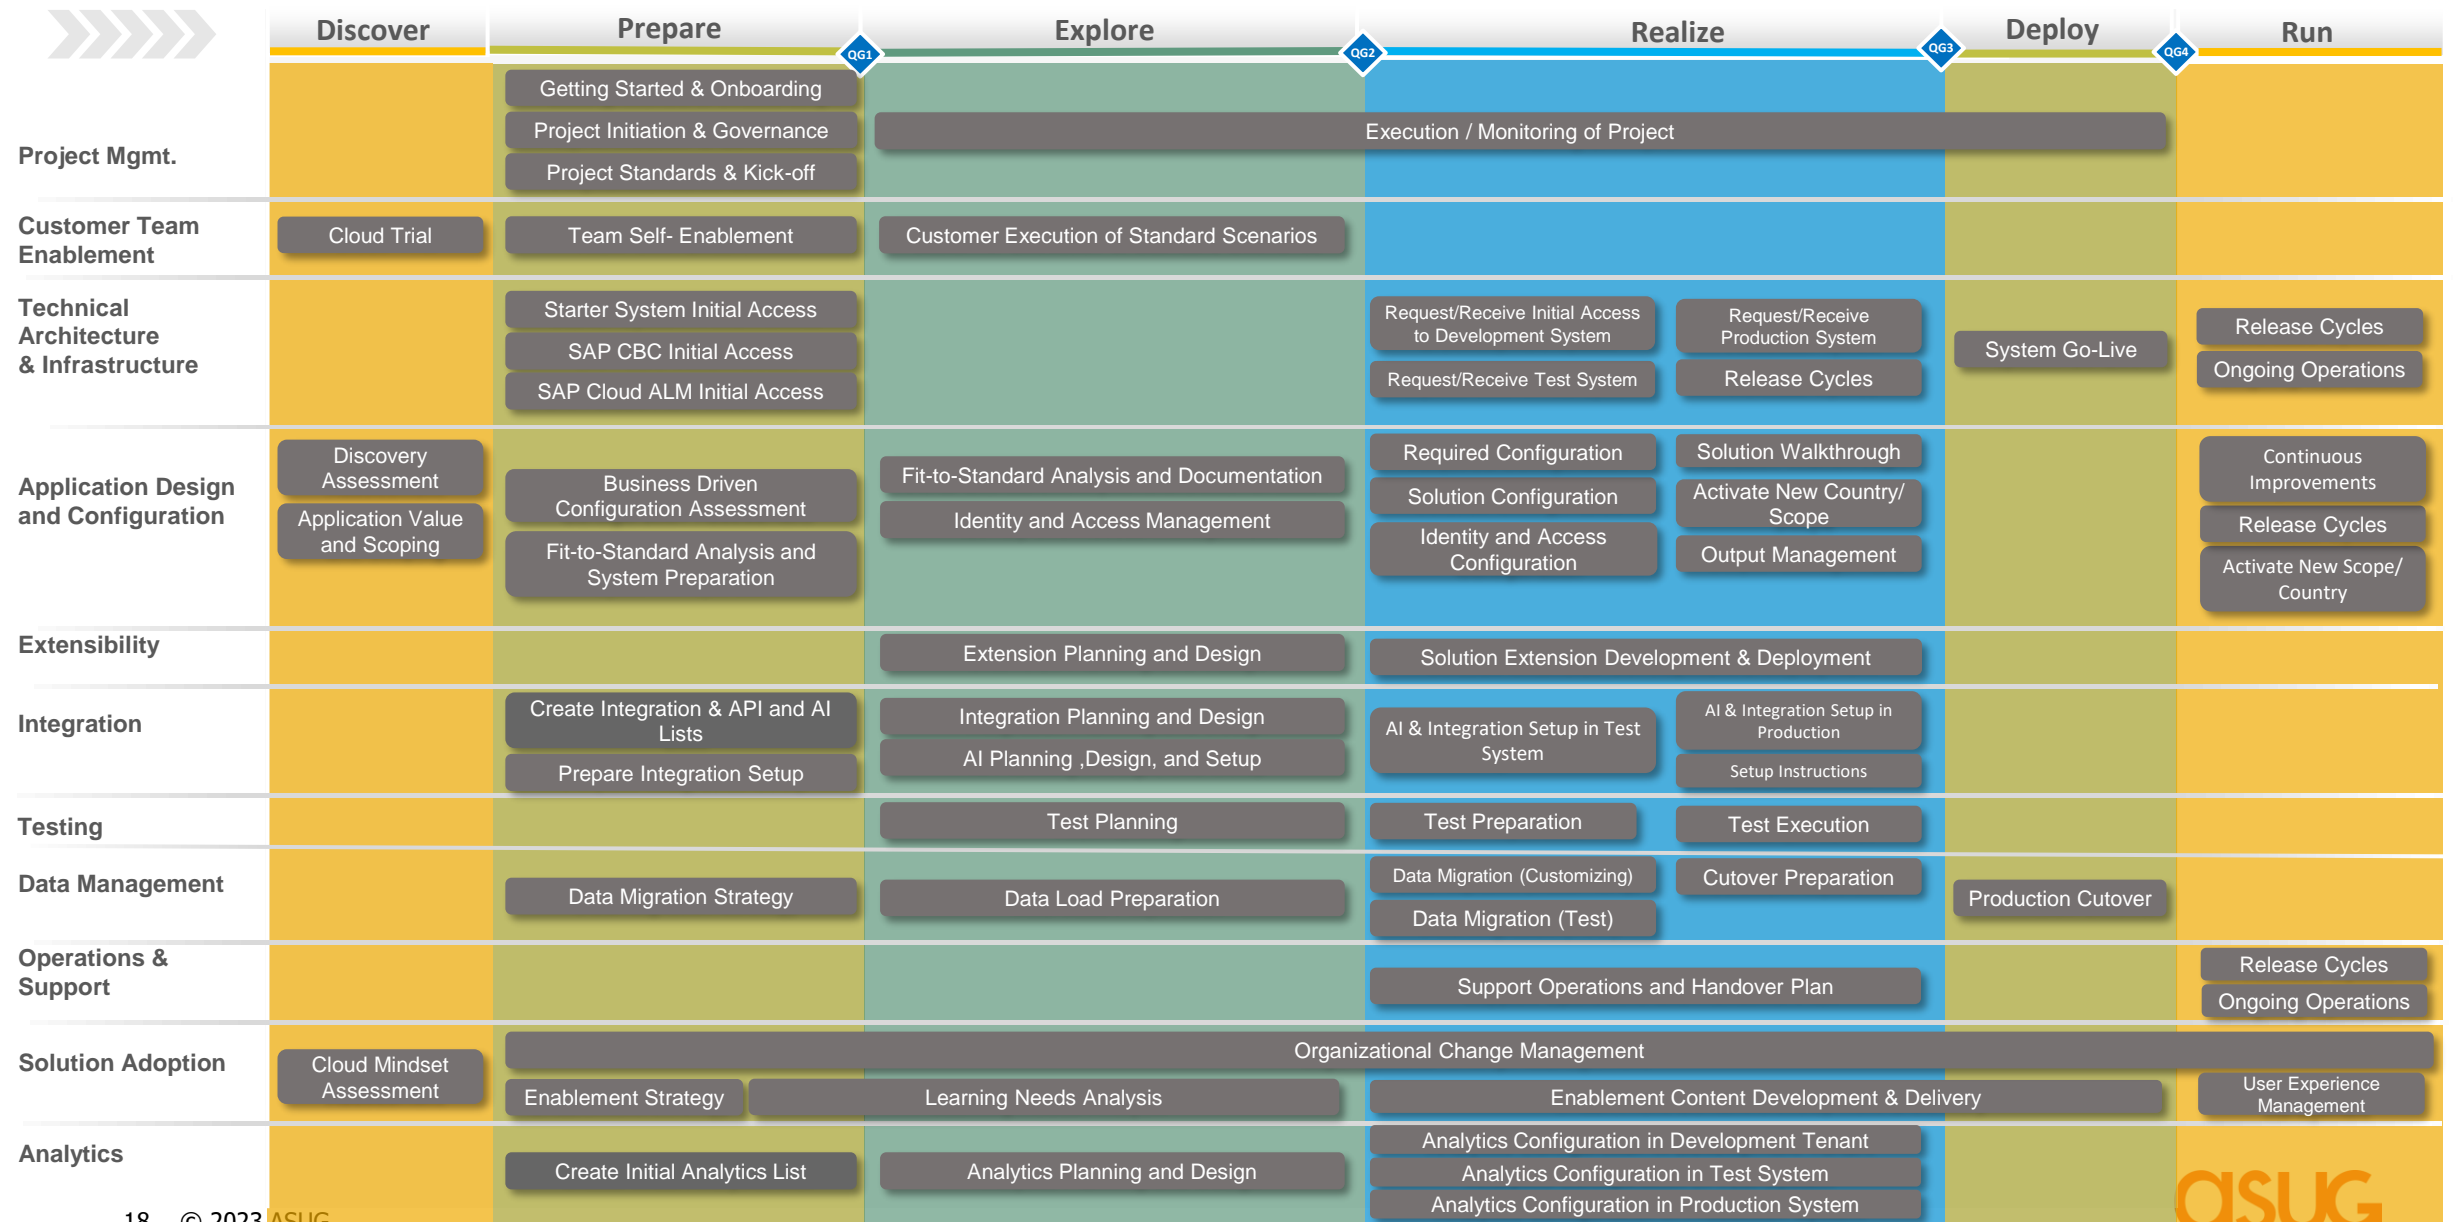 Discover
Prepare
Explore
Realize
Deploy
Run
QG1
QG2
QG3
QG4
Project Mgmt.
Getting Started & Onboarding
Project Initiation & Governance
Project Standards & Kick-off
Execution / Monitoring of Project
Customer Team
Enablement
Cloud Trial
Team Self- Enablement
Customer Execution of Standard Scenarios
Technical
Architecture
& Infrastructure
Starter System Initial Access
SAP CBC Initial Access
SAP Cloud ALM Initial Access
Request/Receive Initial Access
to Development System
Request/Receive Test System
Request/Receive
Production System
Release Cycles
System Go-Live
Release Cycles
Ongoing Operations
Application Design
and Configuration
Discovery
Assessment
Application Value
and Scoping
Business Driven
Configuration Assessment
Fit-to-Standard Analysis and
System Preparation
Fit-to-Standard Analysis and Documentation
Identity and Access Management
Required Configuration
Solution Configuration
Identity and Access
Configuration
Solution Walkthrough
Activate New Country/
Scope
Output Management
Continuous
Improvements
Release Cycles
Activate New Scope/
Country
Extensibility
Extension Planning and Design
Solution Extension Development & Deployment
Integration
Create Integration & API and AI
Lists
Prepare Integration Setup
Integration Planning and Design
AI Planning ,Design, and Setup
AI & Integration Setup in Test
System
AI & Integration Setup in
Production
Setup Instructions
Testing
Test Planning
Test Preparation
Test Execution
Data Management
Data Migration Strategy
Data Load Preparation
Data Migration (Customizing)
Data Migration (Test)
Cutover Preparation
Production Cutover
Operations &
Support
Support Operations and Handover Plan
Release Cycles
Ongoing Operations
Solution Adoption
Cloud Mindset
Assessment
Organizational Change Management
Enablement Strategy
Learning Needs Analysis
Enablement Content Development & Delivery
User Experience
Management
Analytics
Create Initial Analytics List
Analytics Planning and Design
Analytics Configuration in Development Tenant
Analytics Configuration in Test System
Analytics Configuration in Production System
asug
18 © 2023 ASUG